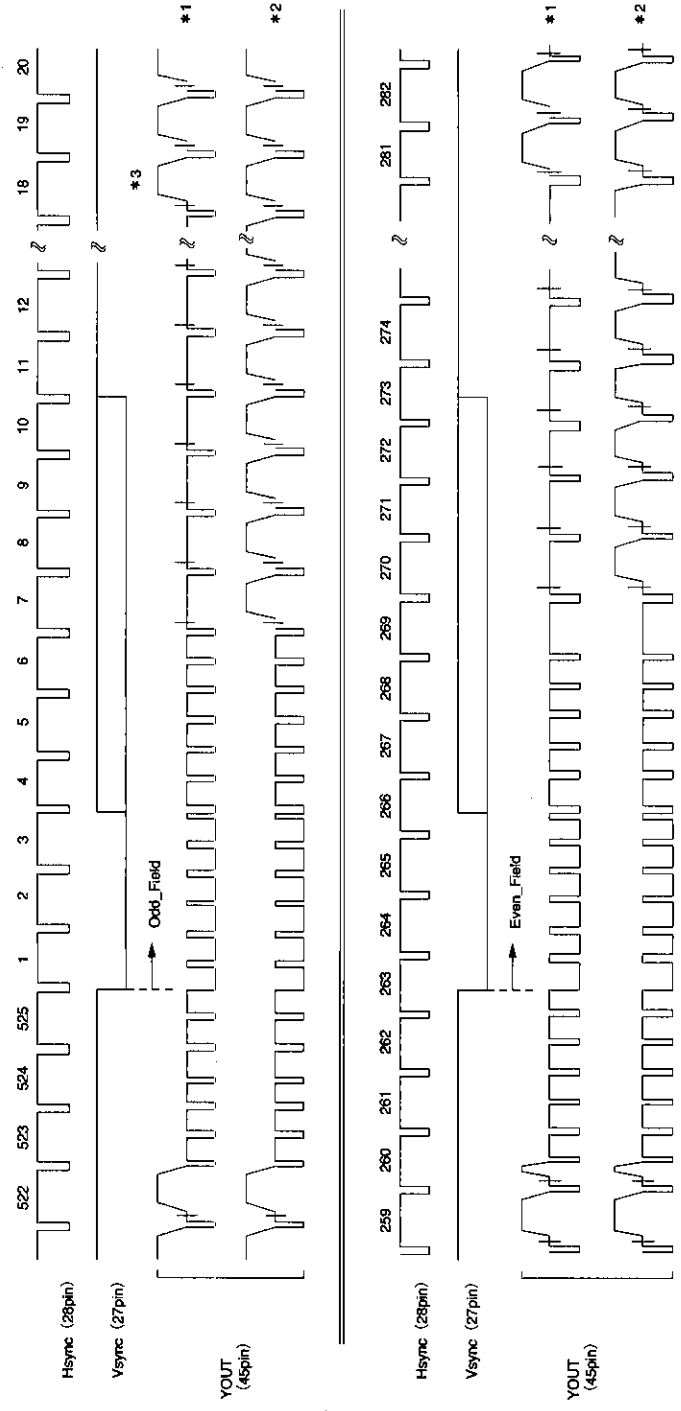 522 523 524 525 1 2 3 4 5 6 7 8 9 10 11 12 18 19 20
Hsync (28pin)
Vsync (27pin)
Odd_Field
*3
YOUT
(45pin)
*1
*2
259 260 261 262 263 264 265 266 267 268 269 270 271 272 273 274 281 282
Hsync (28pin)
Vsync (27pin)
Even_Field
YOUT
(45pin)
*1
*2